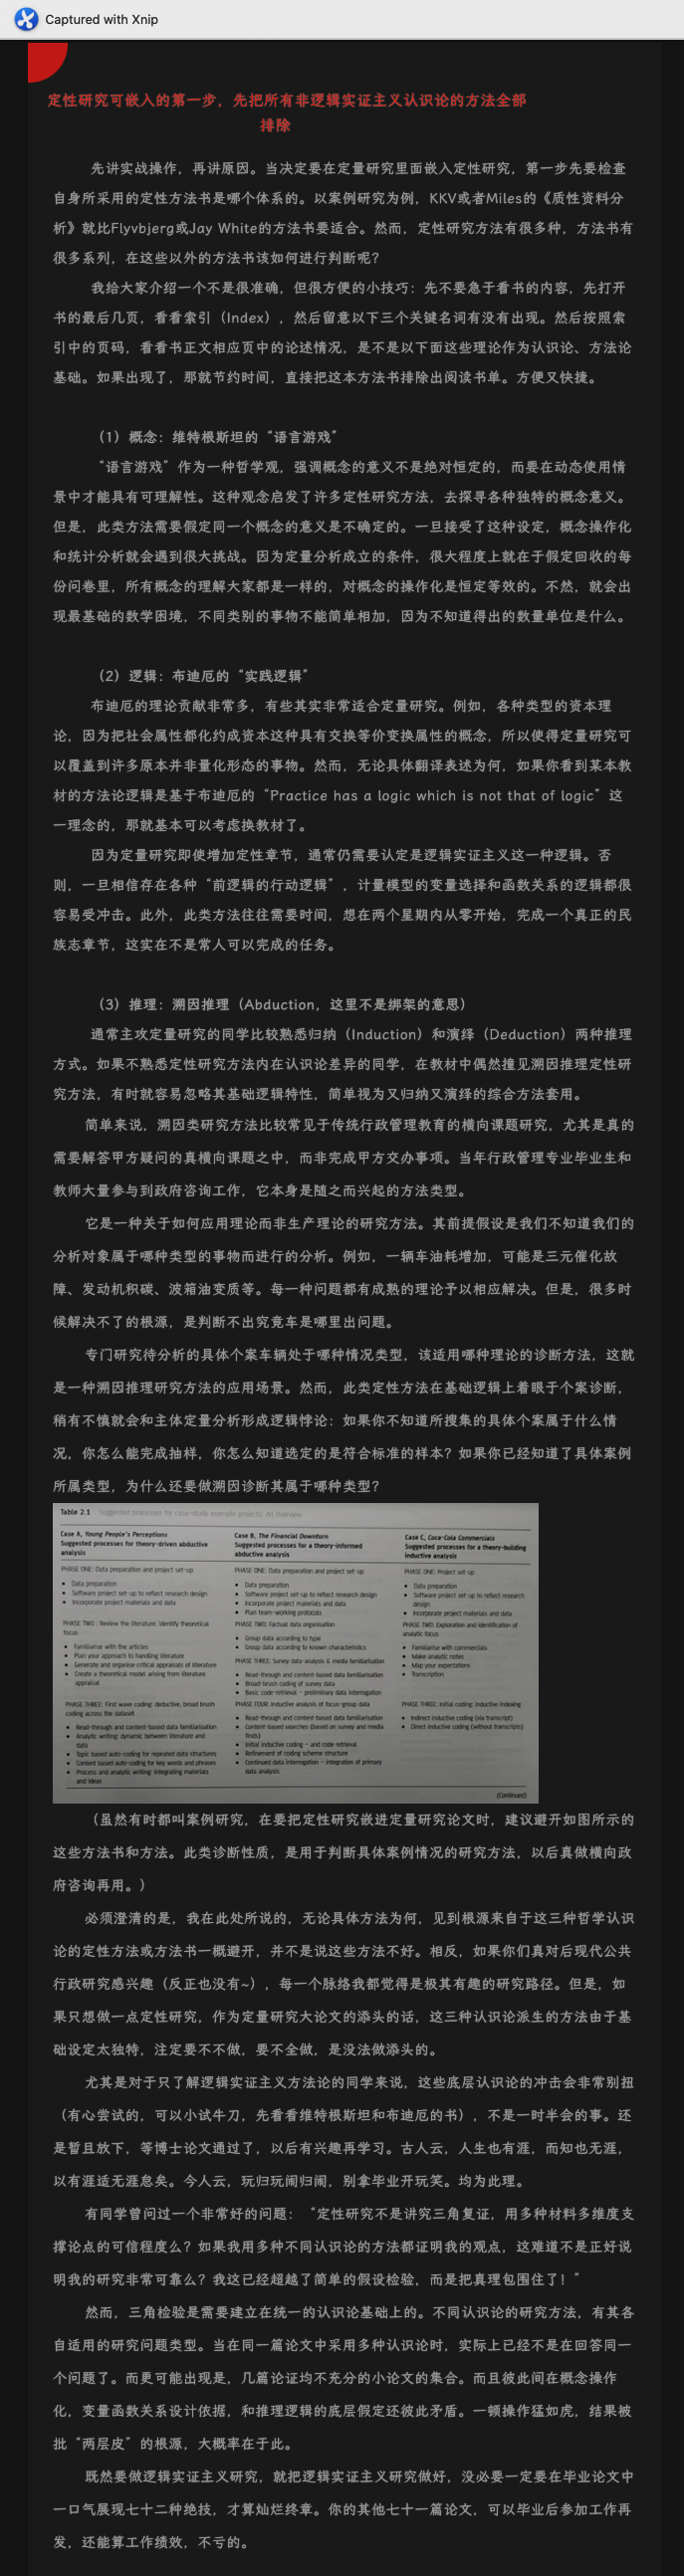 Captured with Xnip
定性研究可嵌入的第一步，先把所有非逻辑实证主义认识论的方法全部
排除
先讲实战操作，再讲原因。当决定要在定量研究里面嵌入定性研究，第一步先要检查
自身所采用的定性方法书是哪个体系的。以案例研究为例，KKV或者Miles的《质性资料分
析》就比Flyvbjerg或Jay White的方法书要适合。然而，定性研究方法有很多种，方法书有
很多系列，在这些以外的方法书该如何进行判断呢？
我给大家介绍一个不是很准确，但很方便的小技巧：先不要急于看书的内容，先打开
书的最后几页，看看索引（Index），然后留意以下三个关键名词有没有出现。然后按照索
引中的页码，看看书正文相应页中的论述情况，是不是以下面这些理论作为认识论、方法论
基础。如果出现了，那就节约时间，直接把这本方法书排除出阅读书单。方便又快捷。
（1）概念：维特根斯坦的“语言游戏”
“语言游戏”作为一种哲学观，强调概念的意义不是绝对恒定的，而要在动态使用情
景中才能具有可理解性。这种观念启发了许多定性研究方法，去探寻各种独特的概念意义。
但是，此类方法需要假定同一个概念的意义是不确定的。一旦接受了这种设定，概念操作化
和统计分析就会遇到很大挑战。因为定量分析成立的条件，很大程度上就在于假定回收的每
份问卷里，所有概念的理解大家都是一样的，对概念的操作化是恒定等效的。不然，就会出
现最基础的数学困境，不同类别的事物不能简单相加，因为不知道得出的数量单位是什么。
（2）逻辑：布迪厄的“实践逻辑”
布迪厄的理论贡献非常多，有些其实非常适合定量研究。例如，各种类型的资本理
论，因为把社会属性都化约成资本这种具有交换等价变换属性的概念，所以使得定量研究可
以覆盖到许多原本并非量化形态的事物。然而，无论具体翻译表述为何，如果你看到某本教
材的方法论逻辑是基于布迪厄的“Practice has a logic which is not that of logic”这
一理念的，那就基本可以考虑换教材了。
因为定量研究即使增加定性章节，通常仍需要认定是逻辑实证主义这一种逻辑。否
则，一旦相信存在各种“前逻辑的行动逻辑”，计量模型的变量选择和函数关系的逻辑都很
容易受冲击。此外，此类方法往往需要时间，想在两个星期内从零开始，完成一个真正的民
族志章节，这实在不是常人可以完成的任务。
（3）推理：溯因推理（Abduction，这里不是绑架的意思）
通常主攻定量研究的同学比较熟悉归纳（Induction）和演绎（Deduction）两种推理
方式。如果不熟悉定性研究方法内在认识论差异的同学，在教材中偶然撞见溯因推理定性研
究方法，有时就容易忽略其基础逻辑特性，简单视为又归纳又演绎的综合方法套用。
简单来说，溯因类研究方法比较常见于传统行政管理教育的横向课题研究，尤其是真的
需要解答甲方疑问的真横向课题之中，而非完成甲方交办事项。当年行政管理专业毕业生和
教师大量参与到政府咨询工作，它本身是随之而兴起的方法类型。
它是一种关于如何应用理论而非生产理论的研究方法。其前提假设是我们不知道我们的
分析对象属于哪种类型的事物而进行的分析。例如，一辆车油耗增加，可能是三元催化故
障、发动机积碳、波箱油变质等。每一种问题都有成熟的理论予以相应解决。但是，很多时
候解决不了的根源，是判断不出究竟车是哪里出问题。
专门研究待分析的具体个案车辆处于哪种情况类型，该适用哪种理论的诊断方法，这就
是一种溯因推理研究方法的应用场景。然而，此类定性方法在基础逻辑上着眼于个案诊断，
稍有不慎就会和主体定量分析形成逻辑悖论：如果你不知道所搜集的具体个案属于什么情
况，你怎么能完成抽样，你怎么知道选定的是符合标准的样本？如果你已经知道了具体案例
所属类型，为什么还要做溯因诊断其属于哪种类型？
Table 2.1 Suggested processes for case-study example projects: An overview
Case A, Young People's Perceptions
Suggested processes for theory-driven abductive
analysis
PHASE ONE: Data preparation and project set-up
• Data preparation
• Software project set-up to reflect research design
• Incorporate project materials and data
PHASE TWO: Review the literature: identify theoretical
focus
• Familiarise with the articles
• Plan your approach to handling literature
• Generate and organise critical appraisals of literature
• Create a theoretical model arising from literature
appraisal
PHASE THREE: First wave coding: deductive, broad brush
coding across the dataset
• Read-through and content-based data familiarisation
• Analytic writing: dynamic between literature and
data
• Topic based auto-coding for repeated data structures
• Content based auto-coding for key words and phrases
• Process and analytic writing: integrating materials
and ideas
Case B, The Financial Downturn
Suggested processes for a theory-informed
abductive analysis
PHASE ONE: Data preparation and project set-up
• Data preparation
• Software project set-up to reflect research design
• Incorporate project materials and data
• Plan team-working protocols
PHASE TWO: Factual data organisation
• Group data according to type
• Group data according to known characteristics
PHASE THREE: Survey data-analysis & media familiarisation
• Read-through and content-based data familiarisation
• Broad-brush coding of survey data
• Basic code-retrieval – preliminary data interrogation
PHASE FOUR: Inductive analysis of focus-group data
• Read-through and content-based data familiarisation
• Content-based searches (based on survey and media
finds)
• Initial inductive coding – and code retrieval
• Refinement of coding scheme structure
• Continued data interrogation – integration of primary
data analysis
Case C, Coca-Cola Commercials
Suggested processes for a theory-building
inductive analysis
PHASE ONE: Project set-up
• Data preparation
• Software project set-up to reflect research
design
• Incorporate project materials and data
PHASE TWO: Exploration and identification of
analytic focus
• Familiarise with commercials
• Make analytic notes
• Map your expectations
• Transcription
PHASE THREE: Initial coding: inductive indexing
• Indirect inductive coding (via transcript)
• Direct inductive coding (without transcripts)
(Continued)
（虽然有时都叫案例研究，在要把定性研究嵌进定量研究论文时，建议避开如图所示的
这些方法书和方法。此类诊断性质，是用于判断具体案例情况的研究方法，以后真做横向政
府咨询再用。）
必须澄清的是，我在此处所说的，无论具体方法为何，见到根源来自于这三种哲学认识
论的定性方法或方法书一概避开，并不是说这些方法不好。相反，如果你们真对后现代公共
行政研究感兴趣（反正也没有~），每一个脉络我都觉得是极其有趣的研究路径。但是，如
果只想做一点定性研究，作为定量研究大论文的添头的话，这三种认识论派生的方法由于基
础设定太独特，注定要不不做，要不全做，是没法做添头的。
尤其是对于只了解逻辑实证主义方法论的同学来说，这些底层认识论的冲击会非常别扭
（有心尝试的，可以小试牛刀，先看看维特根斯坦和布迪厄的书），不是一时半会的事。还
是暂且放下，等博士论文通过了，以后有兴趣再学习。古人云，人生也有涯，而知也无涯，
以有涯适无涯怠矣。今人云，玩归玩闹归闹，别拿毕业开玩笑。均为此理。
有同学曾问过一个非常好的问题：“定性研究不是讲究三角复证，用多种材料多维度支
撑论点的可信程度么？如果我用多种不同认识论的方法都证明我的观点，这难道不是正好说
明我的研究非常可靠么？我这已经超越了简单的假设检验，而是把真理包围住了！”
然而，三角检验是需要建立在统一的认识论基础上的。不同认识论的研究方法，有其各
自适用的研究问题类型。当在同一篇论文中采用多种认识论时，实际上已经不是在回答同一
个问题了。而更可能出现是，几篇论证均不充分的小论文的集合。而且彼此间在概念操作
化，变量函数关系设计依据，和推理逻辑的底层假定还彼此矛盾。一顿操作猛如虎，结果被
批“两层皮”的根源，大概率在于此。
既然要做逻辑实证主义研究，就把逻辑实证主义研究做好，没必要一定要在毕业论文中
一口气展现七十二种绝技，才算灿烂终章。你的其他七十一篇论文，可以毕业后参加工作再
发，还能算工作绩效，不亏的。